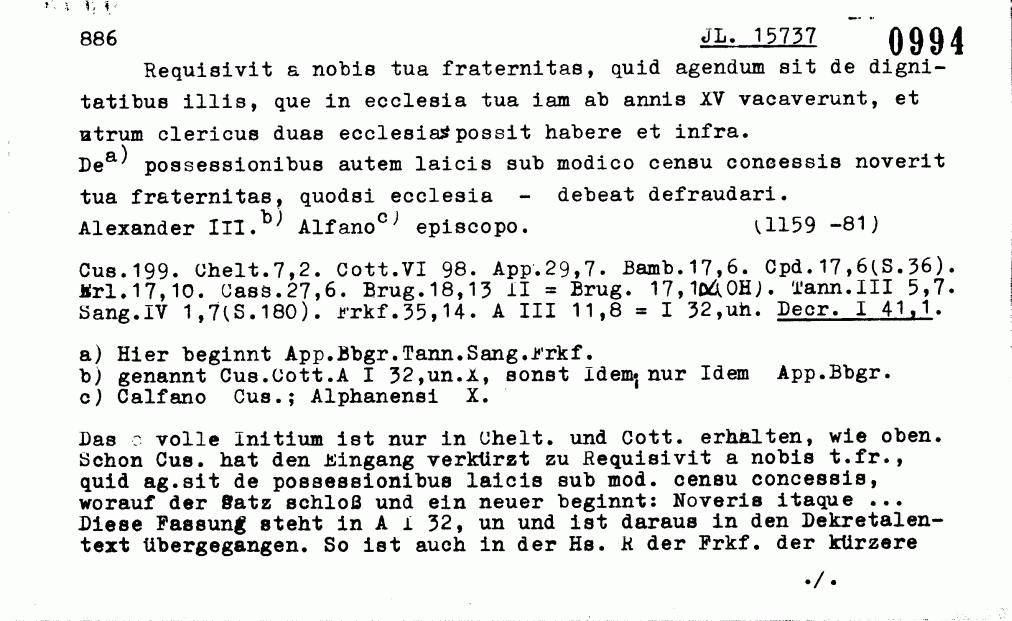 886 JL. 15737 0994
Requisivit a nobis tua fraternitas, quid agendum sit de digni-
tatibus illis, que in ecclesia tua iam ab annis XV vacaverunt, et
utrum clericus duas ecclesias possit habere et infra.
De a) possessionibus autem laicis sub modico censu concessis noverit
tua fraternitas, quodsi ecclesia - debeat defraudari.
Alexander III. b) Alfano c) episcopo. (1159 -81)
Cus.199. Chelt.7,2. Cott.VI 98. App.29,7. Bamb.17,6. Cpd.17,6(S.36).
Erl.17,10. Cass.27,6. Brug.18,13 II = Brug. (OH). Tann.III 5,7.
Sang.IV 1,7(S.180). Frkf.35,14. A III 11,8 = I 32,un. Decr. I 41,1.
a) Hier beginnt App.Bbgr.Tann.Sang.Frkf.
b) genannt Cus.Cott.A I 32,un.X, sonst Idem; nur Idem App.Bbgr.
c) Calfano Cus.; Alphanensi X.
Das volle Initium ist nur in Chelt. und Cott. erhalten, wie oben.
Schon Cus. hat den Eingang verkürzt zu Requisivit a nobis t.fr.,
quid ag.sit de possessionibus laicis sub mod. censu concessis,
worauf der Satz schloß und ein neuer beginnt: Noveris itaque ...
Diese Fassung steht in A I 32, un und ist daraus in den Dekretalen-
text übergegangen. So ist auch in der Hs. R der Frkf. der kürzere
./.